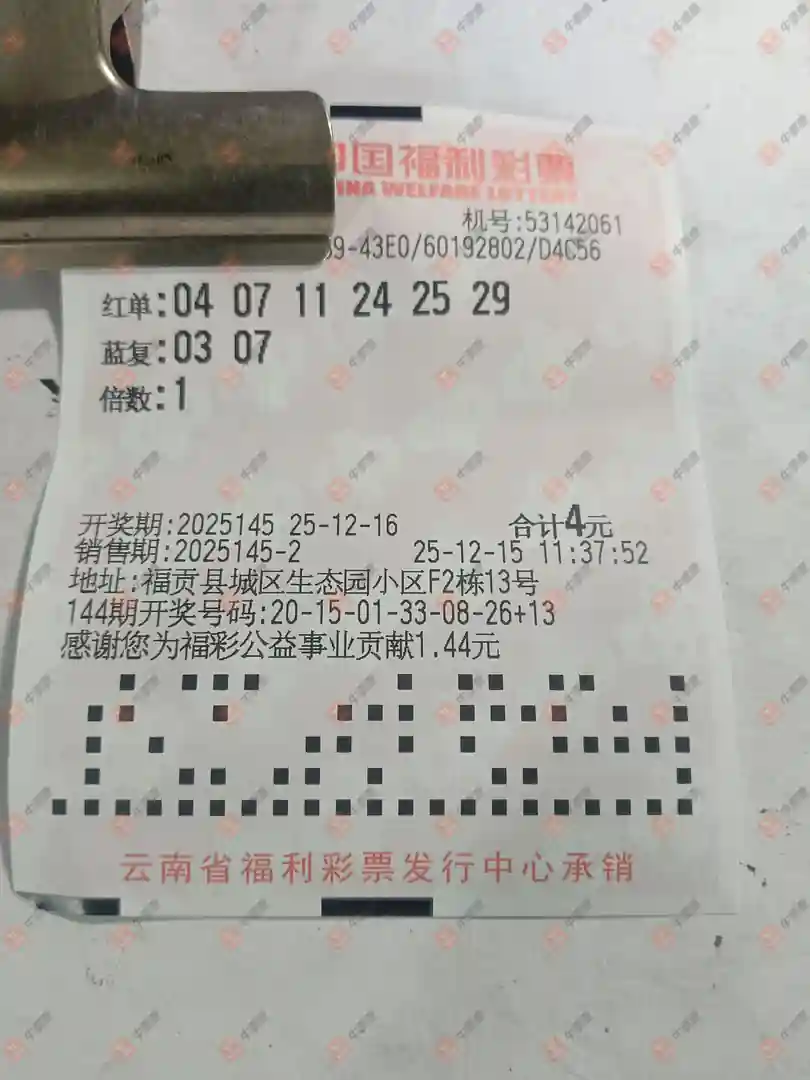 中国福利彩票
INA WELFARE LOTTERY
机号:53142061
59-43E0/60192802/D4C56
红单:04 07 11 24 25 29
蓝复:03 07
倍数:1
开奖期:2025145 25-12-16 合计4元
销售期:2025145-2 25-12-15 11:37:52
地址:福贡县城区生态园小区F2栋13号
144期开奖号码:20-15-01-33-08-26+13
感谢您为福彩公益事业贡献1.44元
云南省福利彩票发行中心承销